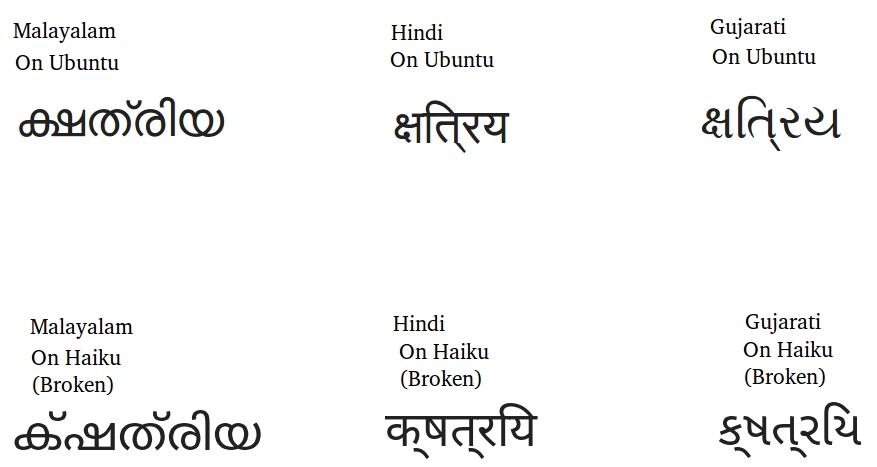 Malayalam
On Ubuntu
ക്ഷത്‌രിയ
Hindi
On Ubuntu
क्षत्‌रिय
Gujarati
On Ubuntu
ક્ષત્‌રિય
Malayalam
On Haiku
(Broken)
ക്‌ഷത്‌രിയ
Hindi
On Haiku
(Broken)
क्‌षत्‌रयि
Gujarati
On Haiku
(Broken)
ક્‌ષત્‌રયિ